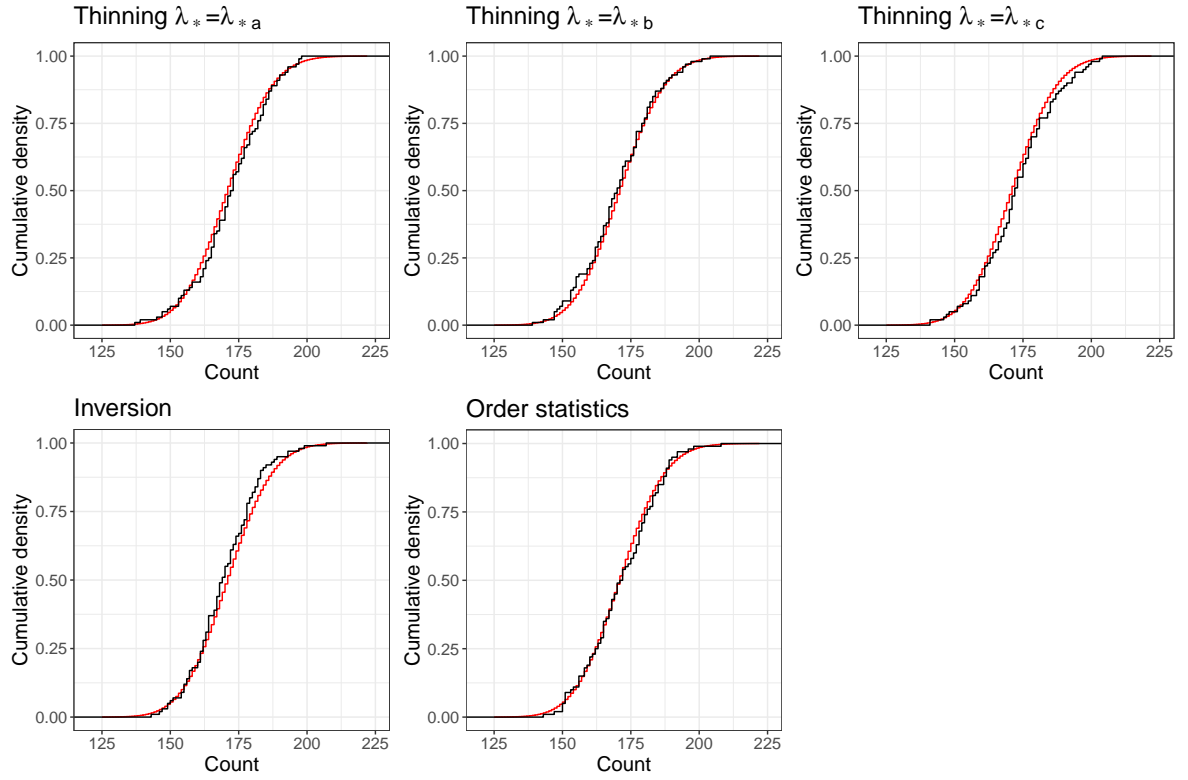 Thinning λ∗=λ∗a
Thinning λ∗=λ∗b
Thinning λ∗=λ∗c
Cumulative density
1.00
0.75
0.50
0.25
0.00
125 150 175 200 225
Count
Cumulative density
1.00
0.75
0.50
0.25
0.00
125 150 175 200 225
Count
Cumulative density
1.00
0.75
0.50
0.25
0.00
125 150 175 200 225
Count
Inversion
Order statistics
Cumulative density
1.00
0.75
0.50
0.25
0.00
125 150 175 200 225
Count
Cumulative density
1.00
0.75
0.50
0.25
0.00
125 150 175 200 225
Count